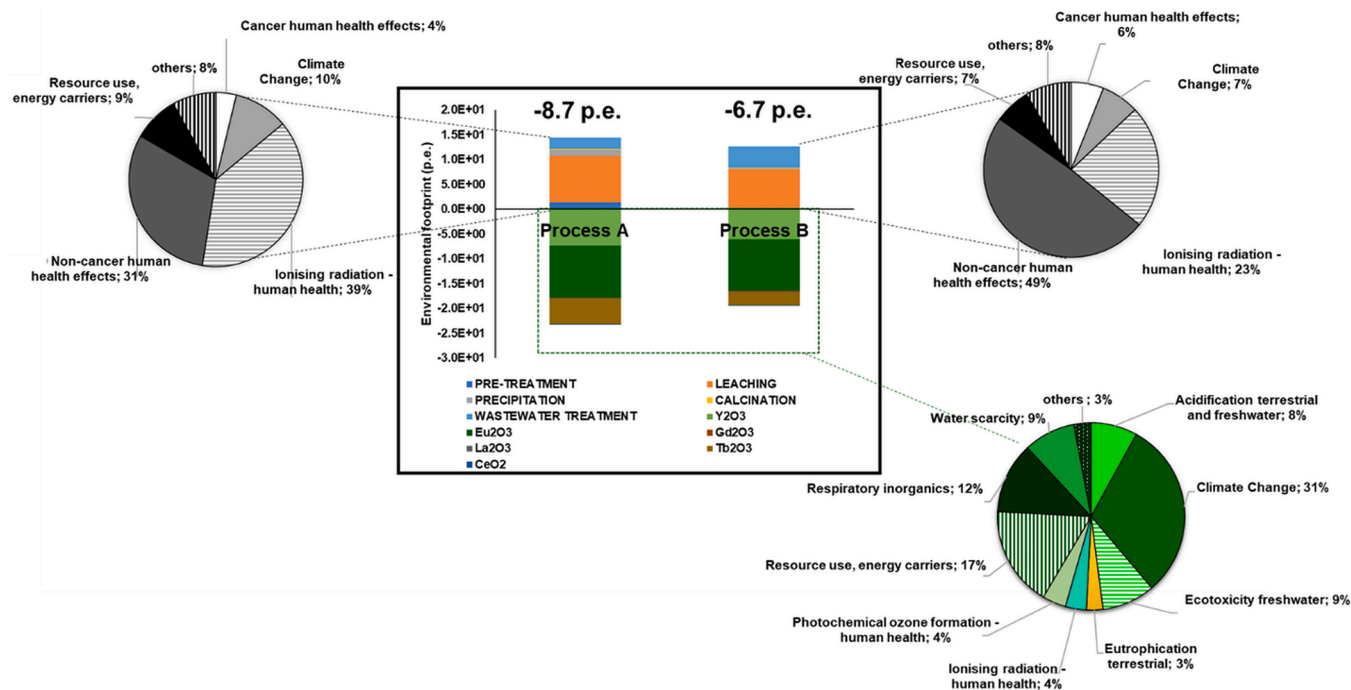 Cancer human health effects; 4%
Climate
Change; 10%
others; 8%
Resource use,
energy carriers; 9%
Non-cancer human
health effects; 31%
Ionising radiation -
human health; 39%
-8.7 p.e.
-6.7 p.e.
Environmental footprint (p.e.)
2.0E+01
1.5E+01
1.0E+01
5.0E+00
0.0E+00
-5.0E+00
-1.0E+01
-1.5E+01
-2.0E+01
-2.5E+01
-3.0E+01
Process A
Process B
PRE-TREATMENT
LEACHING
PRECIPITATION
CALCINATION
WASTEWATER TREATMENT
Y2O3
Eu2O3
Gd2O3
La2O3
Tb2O3
CeO2
Cancer human health effects;
6%
others; 8%
Climate
Change; 7%
Resource use,
energy carriers; 7%
Non-cancer human
health effects; 49%
Ionising radiation -
human health; 23%
others ; 3%
Water scarcity; 9%
Acidification terrestrial
and freshwater; 8%
Respiratory inorganics; 12%
Climate Change; 31%
Resource use, energy carriers; 17%
Ecotoxicity freshwater; 9%
Photochemical ozone formation -
human health; 4%
Eutrophication
terrestrial; 3%
Ionising radiation -
human health; 4%